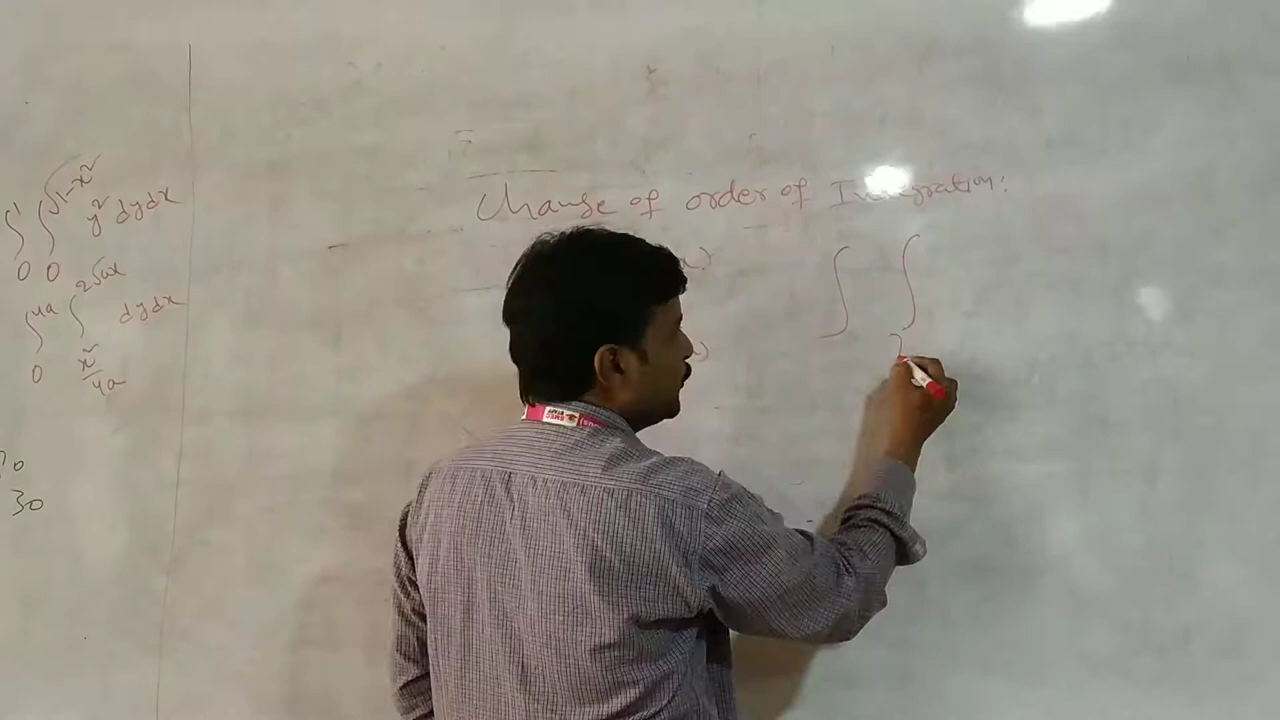 ∫₀¹ ∫₀^√(1-x²) y² dy dx
∫₀^4a ∫_{x²/4a}^{2√ax} dy dx
30
Change of order of Integration:
∫ ∫